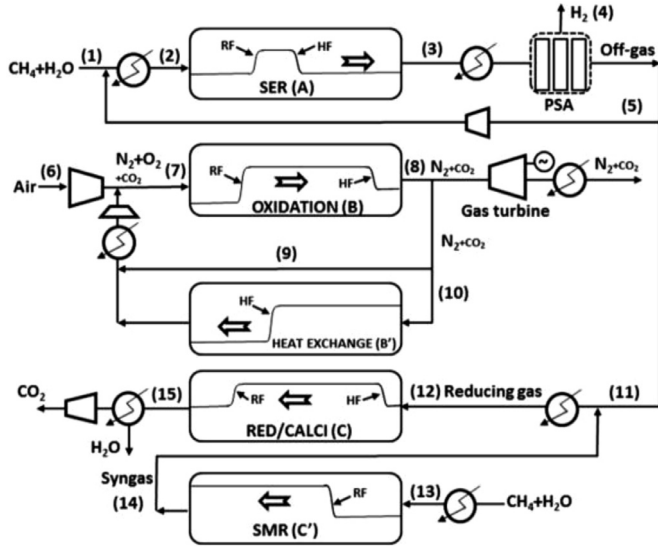 H₂ (4)
(1) (2) RF HF (3) Off-gas
CH₄+H₂O
SER (A) PSA
(5)
(6) N₂+O₂ (7) (8) N₂+CO₂ N₂+CO₂
+CO₂ RF HF
Air
OXIDATION (B) Gas turbine
(9) N₂+CO₂
(10)
HF
HEAT EXCHANGE (B')
CO₂ (15) RF HF (12) Reducing gas (11)
RED/CALCI (C)
H₂O
Syngas
(14) RF (13) CH₄+H₂O
SMR (C')